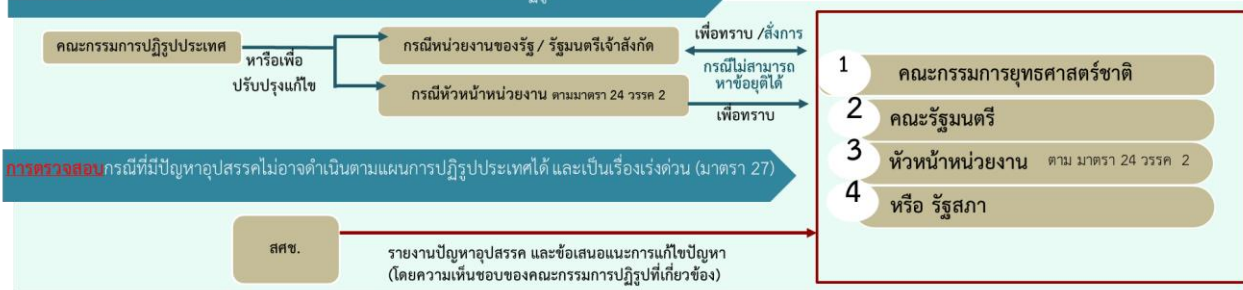 คณะกรรมการปฏิรูปประเทศ
หารือเพื่อ
ปรับปรุงแก้ไข
กรณีหน่วยงานของรัฐ / รัฐมนตรีเจ้าสังกัด
กรณีหัวหน้าหน่วยงาน ตามมาตรา 24 วรรค 2
เพื่อทราบ /สั่งการ
กรณีไม่สามารถ
หาข้อยุติได้
เพื่อทราบ
1 คณะกรรมการยุทธศาสตร์ชาติ
2 คณะรัฐมนตรี
3 หัวหน้าหน่วยงาน ตาม มาตรา 24 วรรค 2
4 หรือ รัฐสภา
การตรวจสอบกรณีที่มีปัญหาอุปสรรคไม่อาจดำเนินตามแผนการปฏิรูปประเทศได้ และเป็นเรื่องเร่งด่วน (มาตรา 27)
สศช.
รายงานปัญหาอุปสรรค และข้อเสนอแนะการแก้ไขปัญหา
(โดยความเห็นชอบของคณะกรรมการปฏิรูปที่เกี่ยวข้อง)